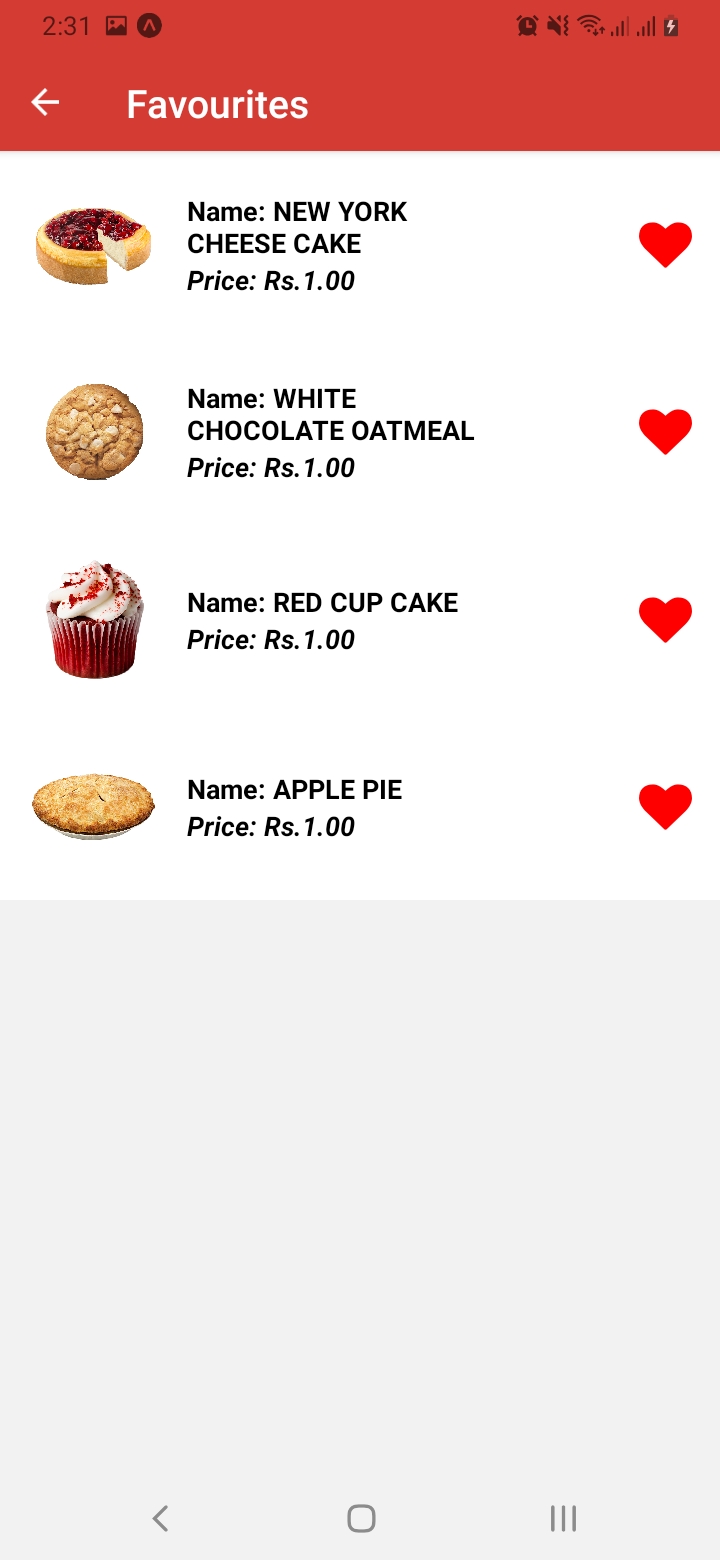 2:31
Favourites
Name: NEW YORK
CHEESE CAKE
Price: Rs.1.00
Name: WHITE
CHOCOLATE OATMEAL
Price: Rs.1.00
Name: RED CUP CAKE
Price: Rs.1.00
Name: APPLE PIE
Price: Rs.1.00